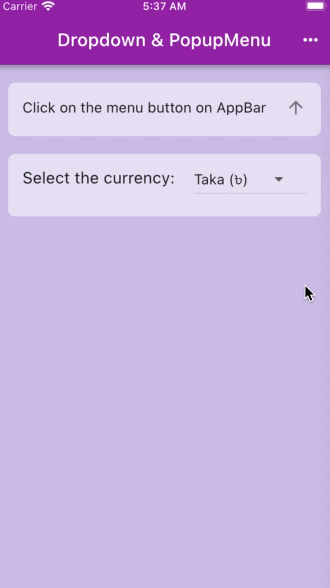 Carrier 5:37 AM
Dropdown & PopupMenu
Click on the menu button on AppBar
Select the currency: Taka (৳)